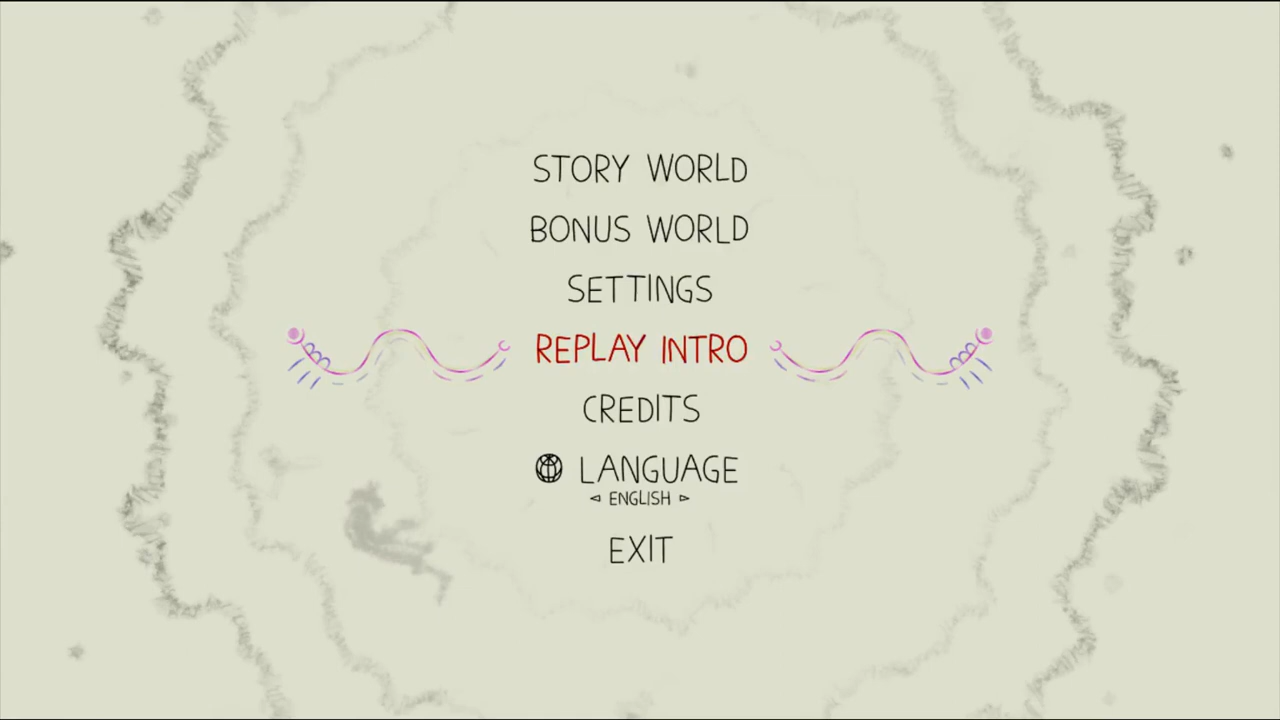 STORY WORLD
BONUS WORLD
SETTINGS
REPLAY INTRO
CREDITS
LANGUAGE
ENGLISH
EXIT